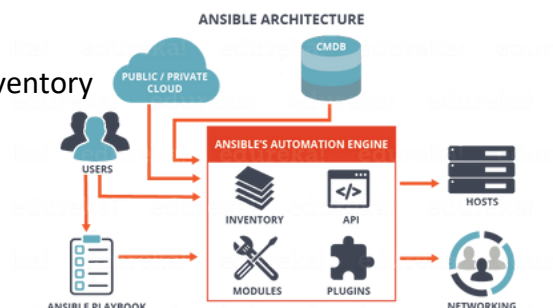 ANSIBLE ARCHITECTURE
CMDB
ventory
PUBLIC / PRIVATE
CLOUD
ANSIBLE'S AUTOMATION ENGINE
USERS
HOSTS
INVENTORY
API
MODULES
PLUGINS
ANSIBLE PLAYBOOK
NETWORKING